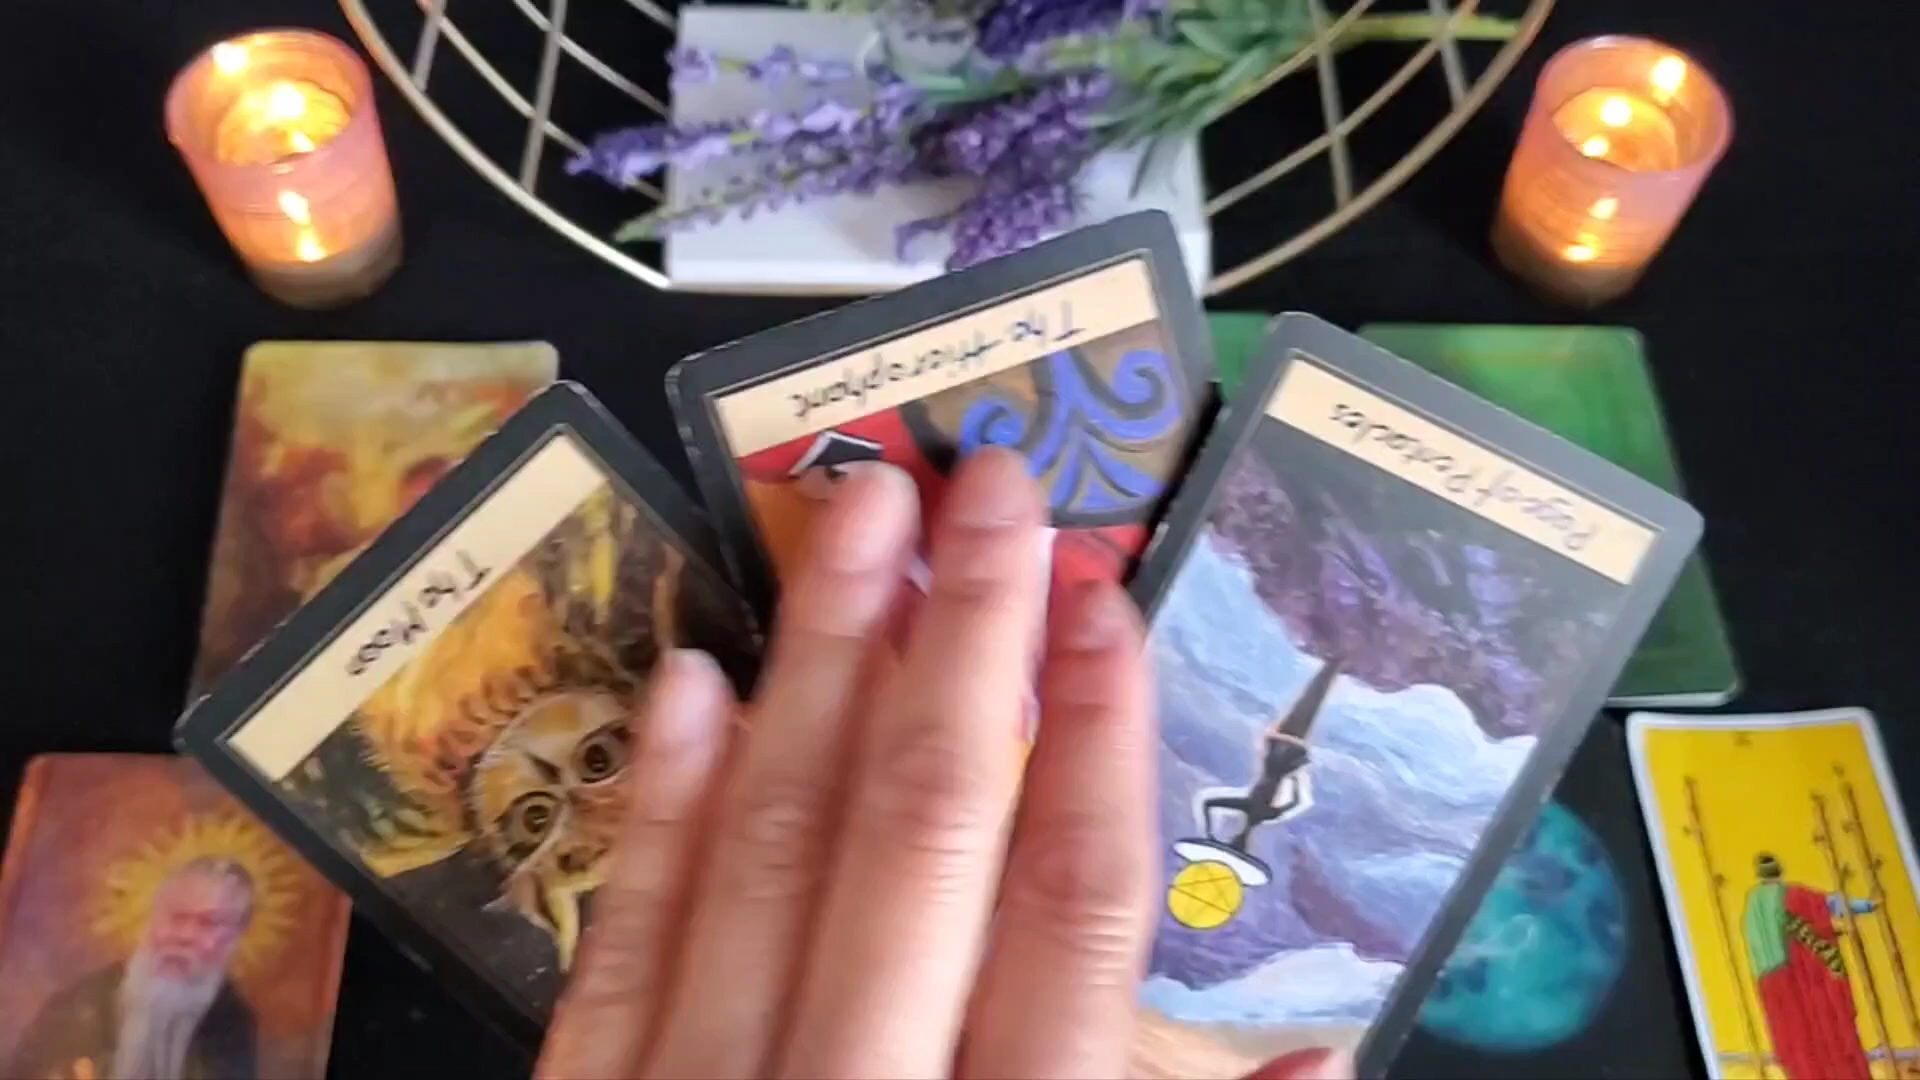 The Moon
The Hierophant
Page of Pentacles